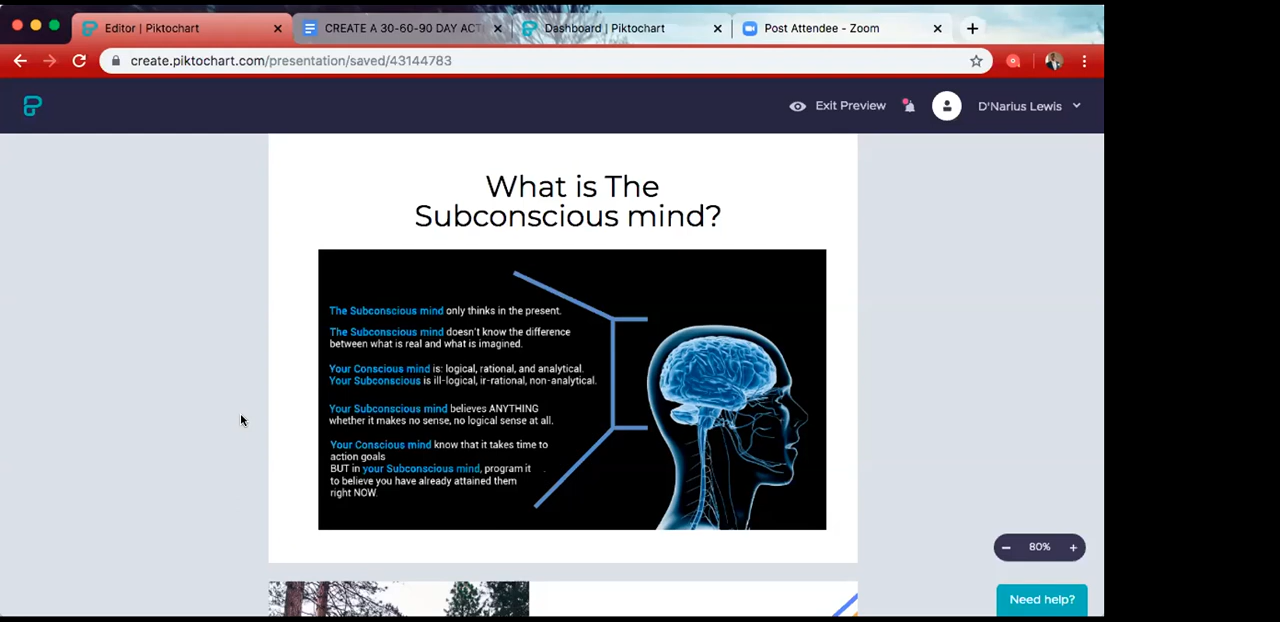 Editor | Piktochart
CREATE A 30-60-90 DAY ACTI
Dashboard | Piktochart
Post Attendee - Zoom
create.piktochart.com/presentation/saved/43144783
Exit Preview
D'Narius Lewis
What is The
Subconscious mind?
The Subconscious mind only thinks in the present.
The Subconscious mind doesn't know the difference
between what is real and what is imagined.
Your Conscious mind is: logical, rational, and analytical.
Your Subconscious is ill-logical, ir-rational, non-analytical.
Your Subconscious mind believes ANYTHING
whether it makes no sense, no logical sense at all.
Your Conscious mind know that it takes time to
action goals
BUT in your Subconscious mind, program it
to believe you have already attained them
right NOW.
80%
Need help?